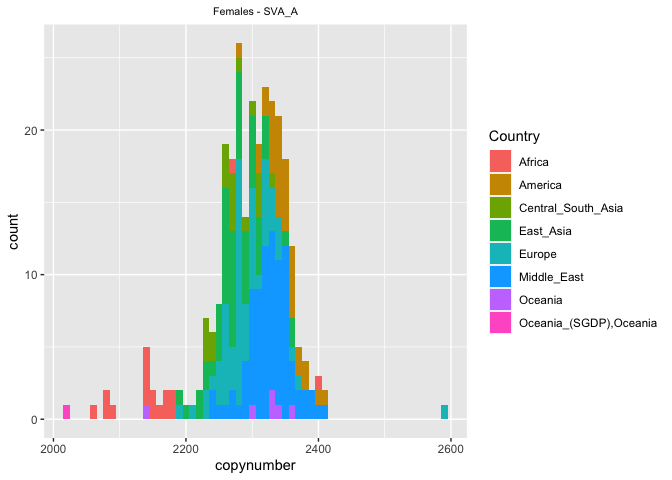 Females - SVA_A
count
20
10
0
2000
2200
2400
2600
copynumber
Country
Africa
America
Central_South_Asia
East_Asia
Europe
Middle_East
Oceania
Oceania_(SGDP),Oceania